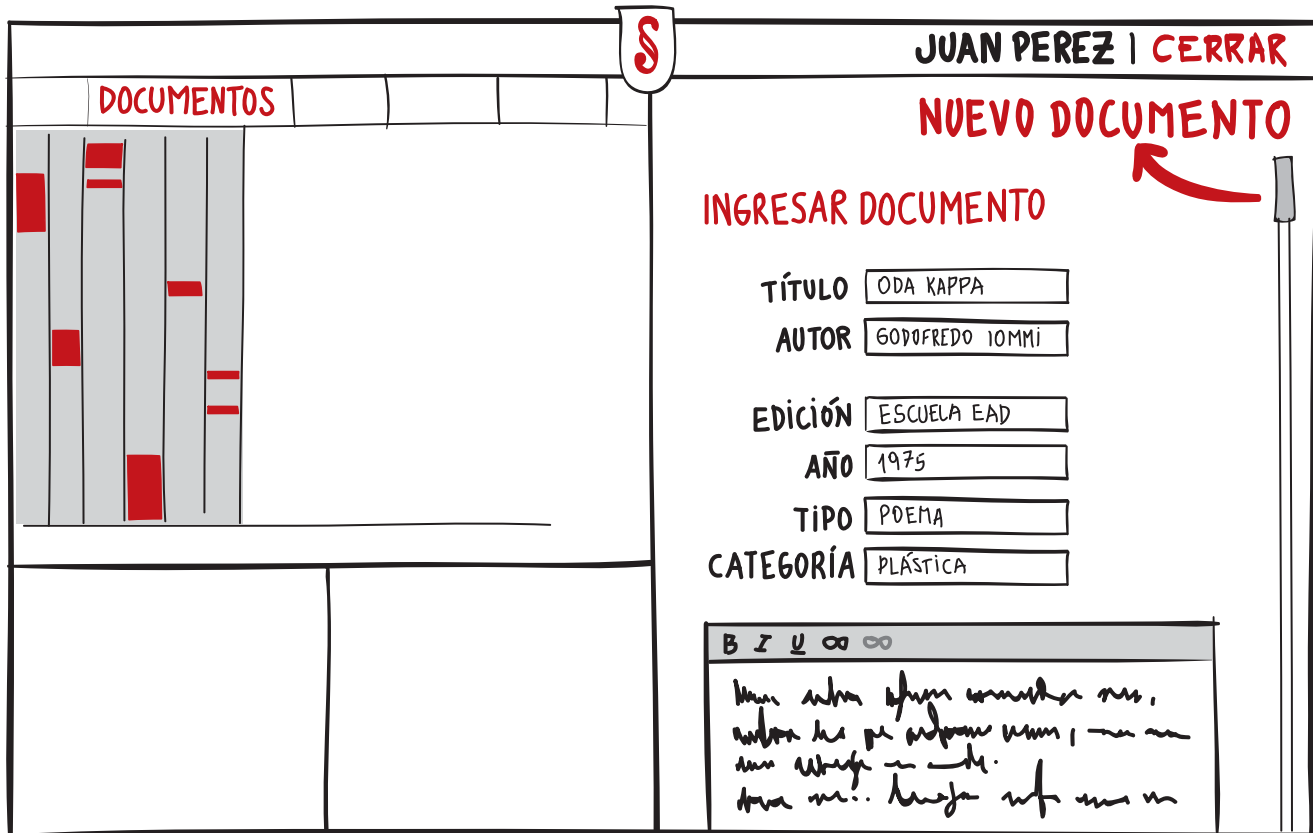 §
JUAN PEREZ | CERRAR
DOCUMENTOS
NUEVO DOCUMENTO
INGRESAR DOCUMENTO
TÍTULO ODA KAPPA
AUTOR GODOFREDO IOMMI
EDICIÓN ESCUELA EAD
AÑO 1975
TIPO POEMA
CATEGORÍA PLÁSTICA
B I U